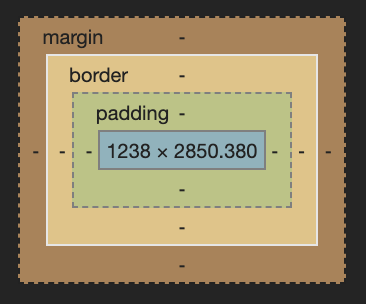 margin -
border -
padding -
- - - 1238 × 2850.380 - - -
-
-
-